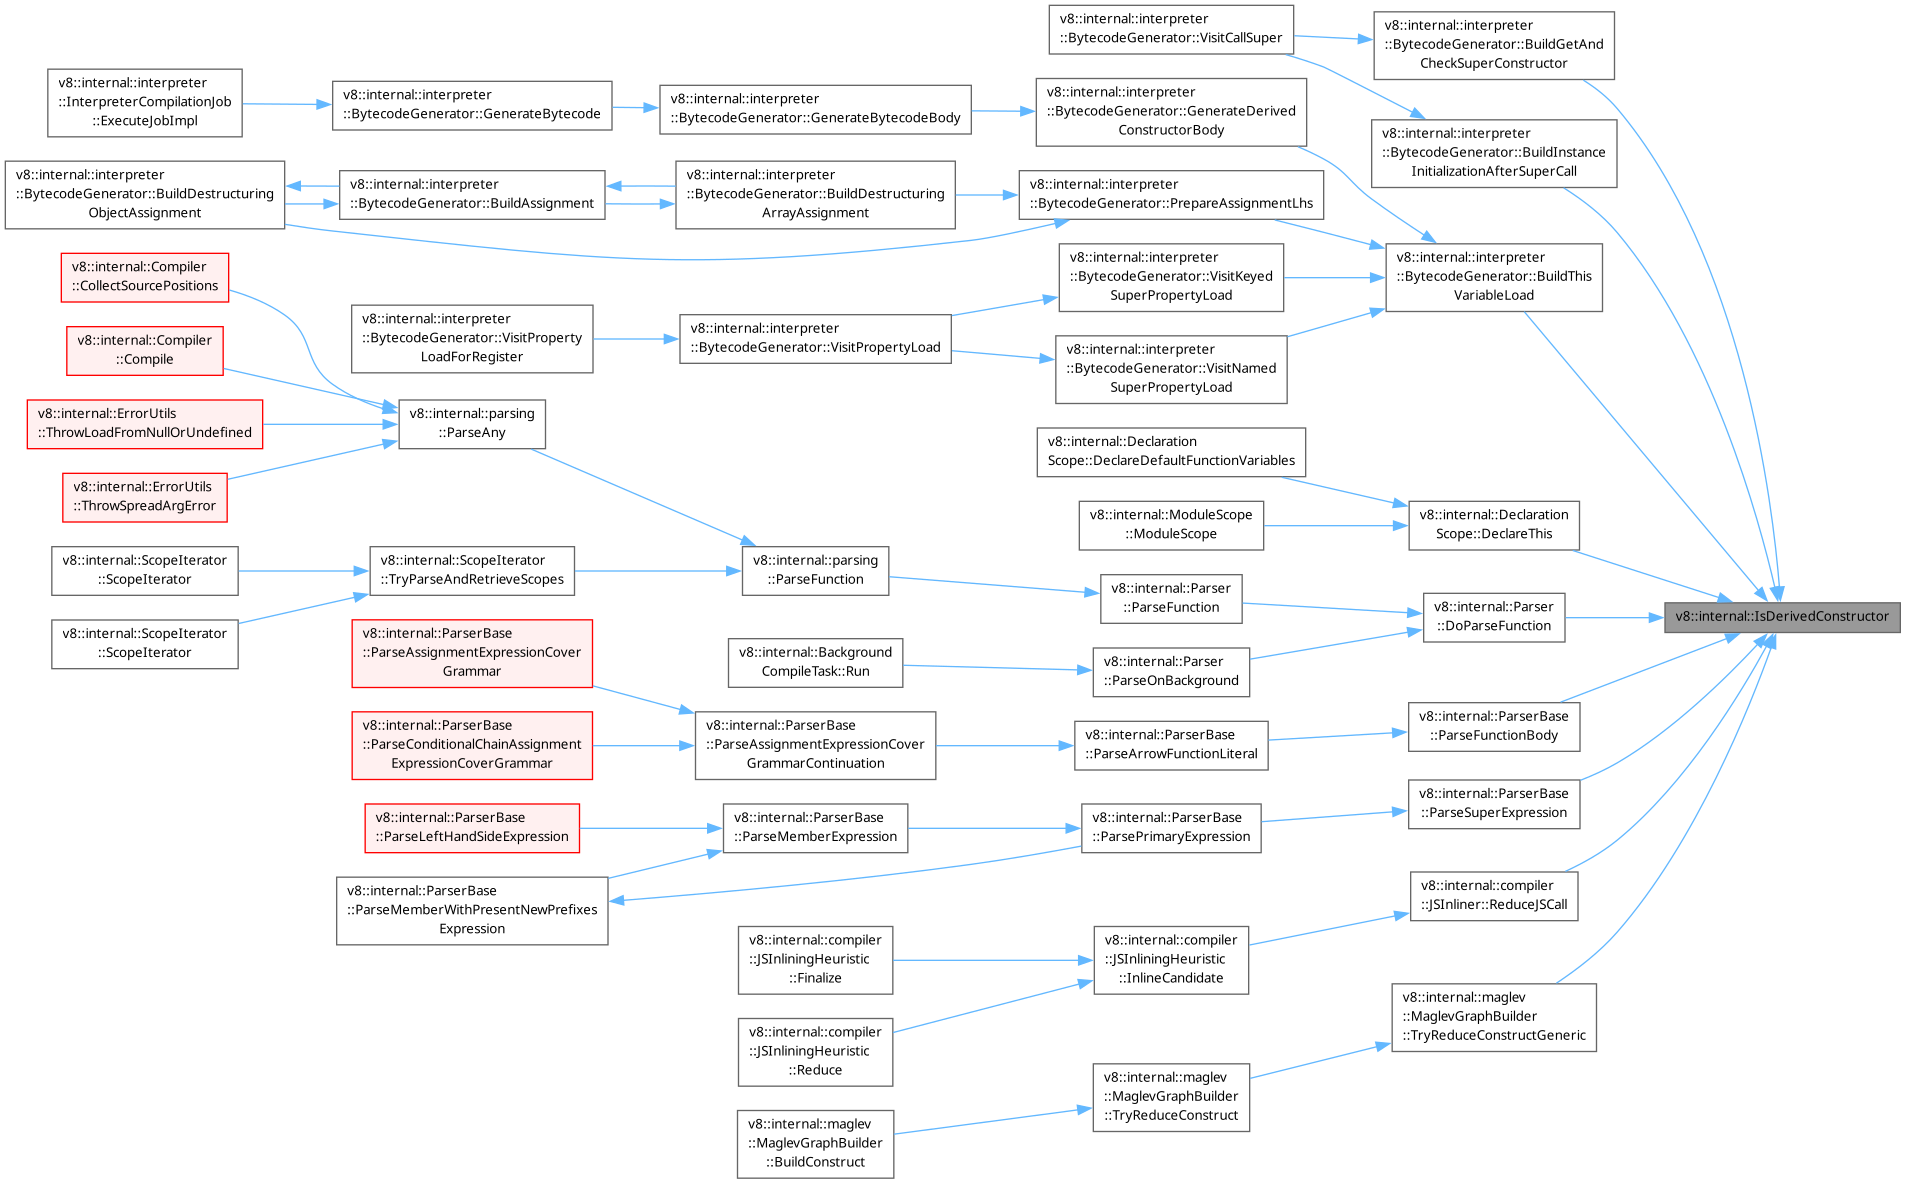 v8::internal::interpreter
::BytecodeGenerator::VisitCallSuper
v8::internal::interpreter
::BytecodeGenerator::BuildGetAnd
CheckSuperConstructor
v8::internal::interpreter
::InterpreterCompilationJob
::ExecuteJobImpl
v8::internal::interpreter
::BytecodeGenerator::GenerateBytecode
v8::internal::interpreter
::BytecodeGenerator::GenerateBytecodeBody
v8::internal::interpreter
::BytecodeGenerator::GenerateDerived
ConstructorBody
v8::internal::interpreter
::BytecodeGenerator::BuildInstance
InitializationAfterSuperCall
v8::internal::interpreter
::BytecodeGenerator::BuildDestructuring
ObjectAssignment
v8::internal::interpreter
::BytecodeGenerator::BuildAssignment
v8::internal::interpreter
::BytecodeGenerator::BuildDestructuring
ArrayAssignment
v8::internal::interpreter
::BytecodeGenerator::PrepareAssignmentLhs
v8::internal::Compiler
::CollectSourcePositions
v8::internal::interpreter
::BytecodeGenerator::VisitKeyed
SuperPropertyLoad
v8::internal::interpreter
::BytecodeGenerator::BuildThis
VariableLoad
v8::internal::Compiler
::Compile
v8::internal::interpreter
::BytecodeGenerator::VisitProperty
LoadForRegister
v8::internal::interpreter
::BytecodeGenerator::VisitPropertyLoad
v8::internal::interpreter
::BytecodeGenerator::VisitNamed
SuperPropertyLoad
v8::internal::ErrorUtils
::ThrowLoadFromNullOrUndefined
v8::internal::parsing
::ParseAny
v8::internal::Declaration
Scope::DeclareDefaultFunctionVariables
v8::internal::ErrorUtils
::ThrowSpreadArgError
v8::internal::ModuleScope
::ModuleScope
v8::internal::Declaration
Scope::DeclareThis
v8::internal::ScopeIterator
::ScopeIterator
v8::internal::ScopeIterator
::TryParseAndRetrieveScopes
v8::internal::parsing
::ParseFunction
v8::internal::Parser
::ParseFunction
v8::internal::Parser
::DoParseFunction
v8::internal::IsDerivedConstructor
v8::internal::ScopeIterator
::ScopeIterator
v8::internal::ParserBase
::ParseAssignmentExpressionCover
Grammar
v8::internal::Background
CompileTask::Run
v8::internal::Parser
::ParseOnBackground
v8::internal::ParserBase
::ParseConditionalChainAssignment
ExpressionCoverGrammar
v8::internal::ParserBase
::ParseAssignmentExpressionCover
GrammarContinuation
v8::internal::ParserBase
::ParseArrowFunctionLiteral
v8::internal::ParserBase
::ParseFunctionBody
v8::internal::ParserBase
::ParseLeftHandSideExpression
v8::internal::ParserBase
::ParseMemberExpression
v8::internal::ParserBase
::ParsePrimaryExpression
v8::internal::ParserBase
::ParseSuperExpression
v8::internal::ParserBase
::ParseMemberWithPresentNewPrefixes
Expression
v8::internal::compiler
::JSInliner::ReduceJSCall
v8::internal::compiler
::JSInliningHeuristic
::Finalize
v8::internal::compiler
::JSInliningHeuristic
::InlineCandidate
v8::internal::compiler
::JSInliningHeuristic
::Reduce
v8::internal::maglev
::MaglevGraphBuilder
::TryReduceConstructGeneric
v8::internal::maglev
::MaglevGraphBuilder
::TryReduceConstruct
v8::internal::maglev
::MaglevGraphBuilder
::BuildConstruct